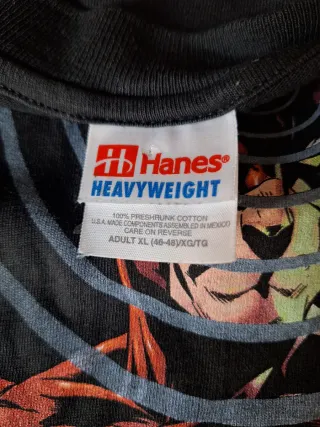 Hanes®
HEAVYWEIGHT
100% PRESHRUNK COTTON
U.S.A. MADE COMPONENTS ASSEMBLED IN MEXICO
CARE ON REVERSE
ADULT XL (46-48)/XG/TG